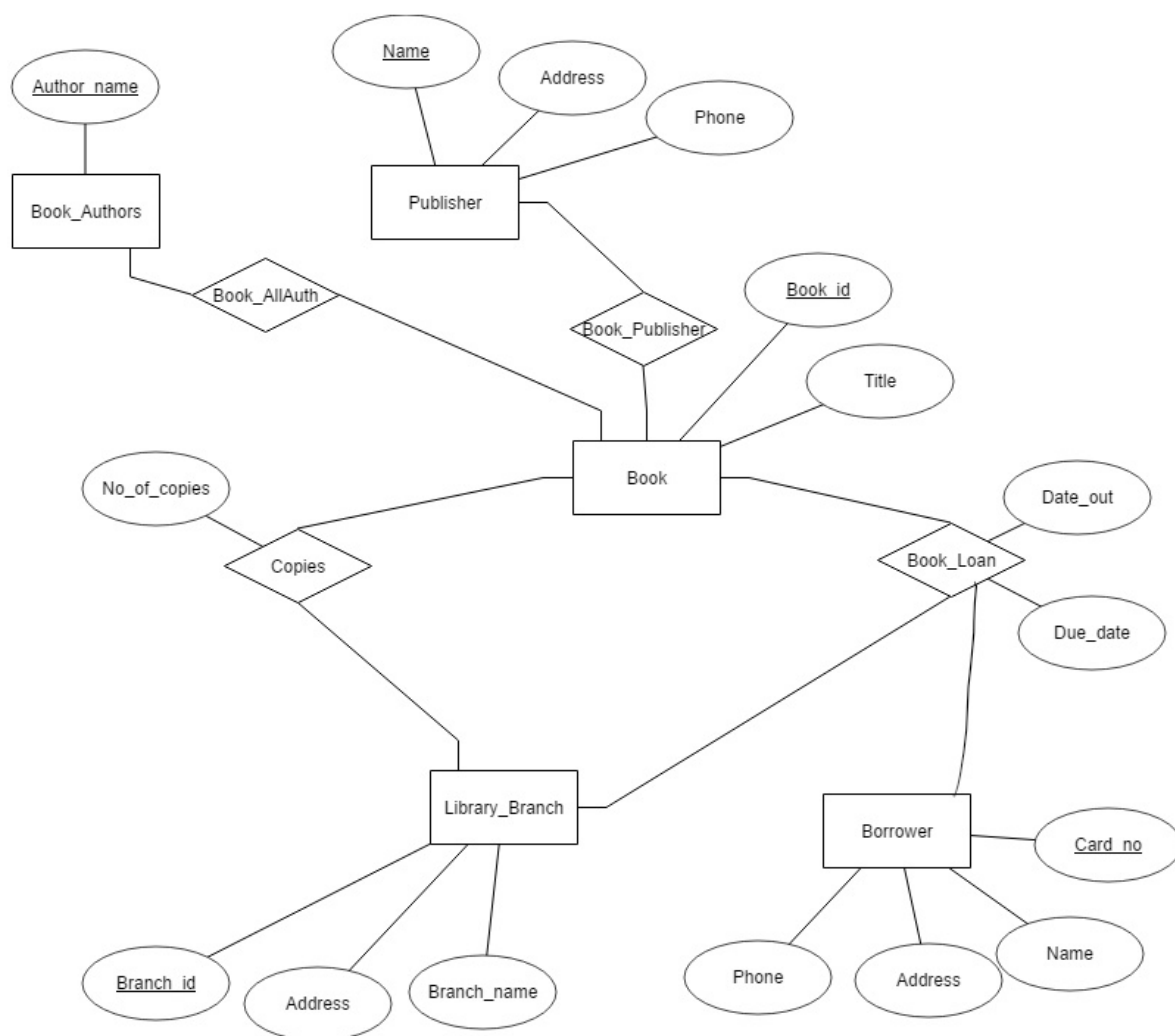 Name
Author_name
Address
Phone
Publisher
Book_Authors
Book_AllAuth
Book_id
Book_Publisher
Title
Book
No_of_copies
Date_out
Copies
Book_Loan
Due_date
Library_Branch
Borrower
Card_no
Name
Phone
Address
Branch_id
Address
Branch_name